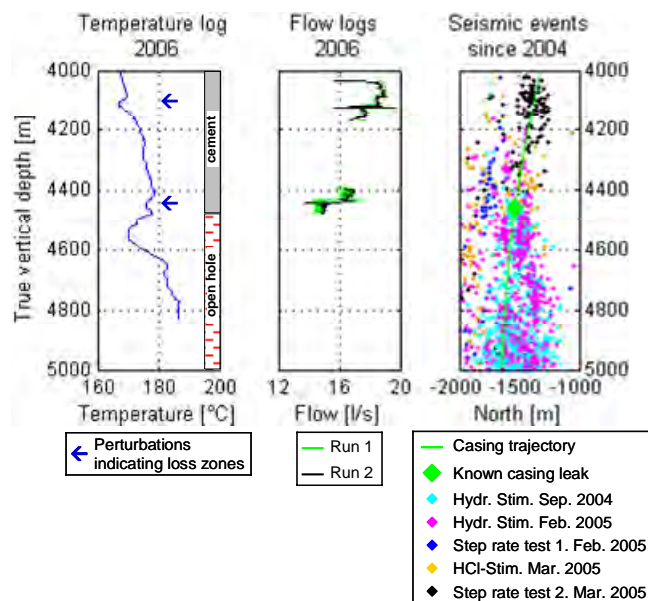 Temperature log
2006
Flow logs
2006
Seismic events
since 2004
True vertical depth [m]
4000
4200
4400
4600
4800
5000
cement
open hole
160
180
200
Temperature [°C]
12
16
20
Flow [l/s]
4000
4200
4400
4600
4800
5000
-2000
-1500
-1000
North [m]
Perturbations
indicating loss zones
Run 1
Run 2
Casing trajectory
Known casing leak
Hydr. Stim. Sep. 2004
Hydr. Stim. Feb. 2005
Step rate test 1. Feb. 2005
HCl-Stim. Mar. 2005
Step rate test 2. Mar. 2005